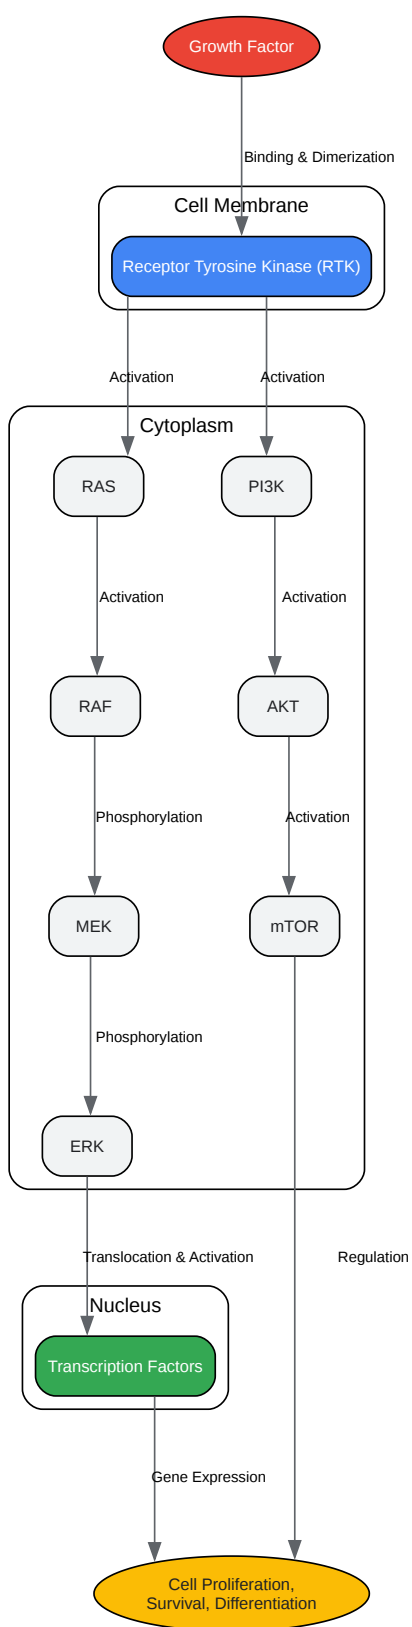 Growth Factor
Binding & Dimerization
Cell Membrane
Receptor Tyrosine Kinase (RTK)
Activation
Activation
Cytoplasm
RAS
PI3K
Activation
Activation
RAF
AKT
Phosphorylation
Activation
MEK
mTOR
Phosphorylation
ERK
Translocation & Activation
Regulation
Nucleus
Transcription Factors
Gene Expression
Cell Proliferation,
Survival, Differentiation